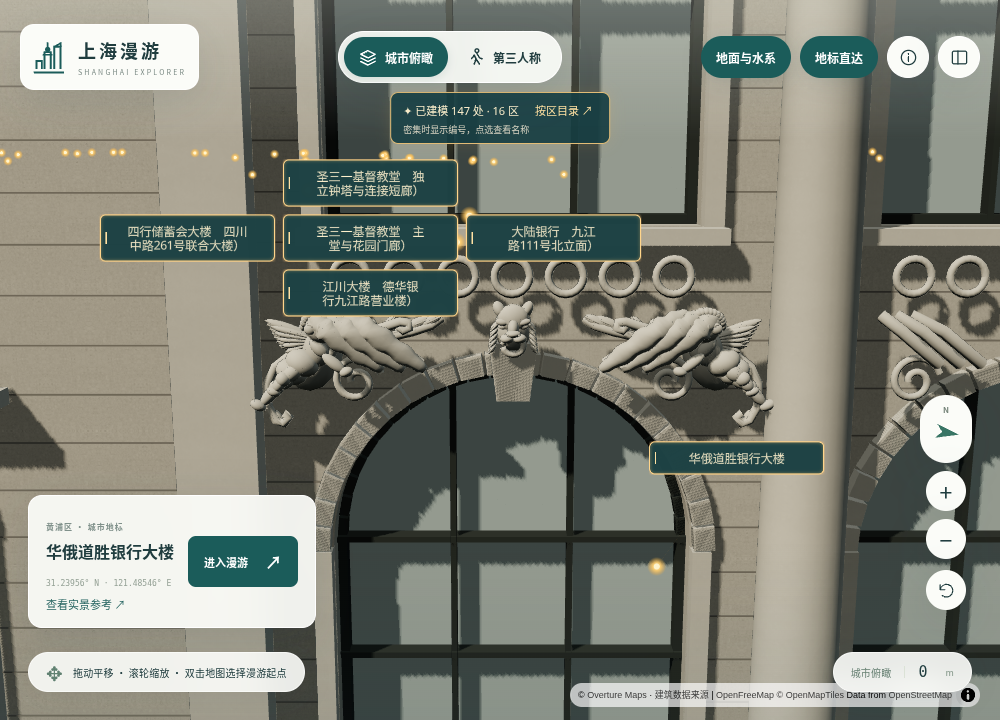 上海漫游
SHANGHAI EXPLORER
城市俯瞰
第三人称
地面与水系
地标直达
✦ 已建模 147 处 · 16 区 按区目录 ↗
密集时显示编号，点选查看名称
圣三一基督教堂 独
立钟塔与连接短廊）
四行储蓄会大楼 四川
中路261号联合大楼）
圣三一基督教堂 主
堂与花园门廊）
大陆银行 九江
路111号北立面）
江川大楼 德华银
行九江路营业楼）
华俄道胜银行大楼
N
黄浦区 · 城市地标
华俄道胜银行大楼
31.23956° N · 121.48546° E
查看实景参考 ↗
进入漫游 ↗
拖动平移 · 滚轮缩放 · 双击地图选择漫游起点
城市俯瞰 0 m
© Overture Maps · 建筑数据来源 | OpenFreeMap © OpenMapTiles Data from OpenStreetMap